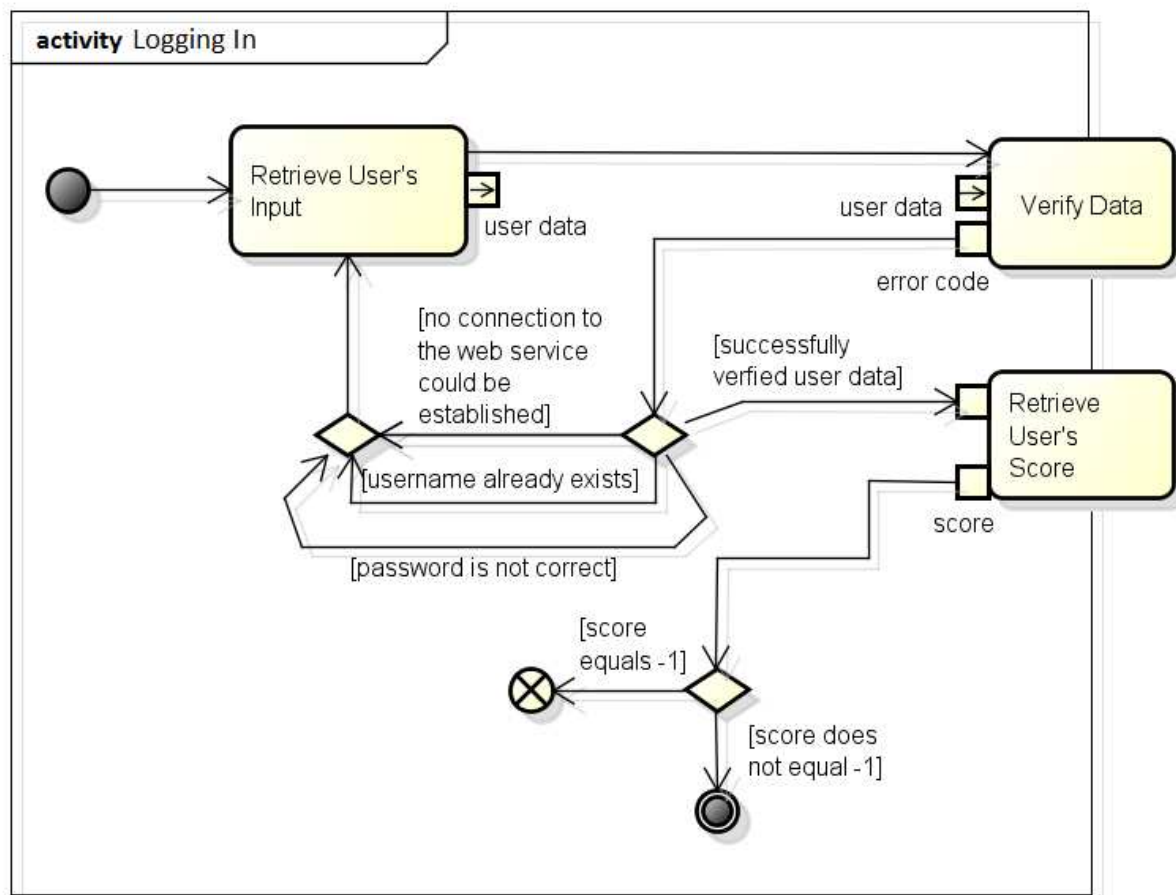 activity Logging In
Retrieve User's
Input
user data
user data
Verify Data
error code
[no connection to
the web service
could be
established]
[successfully
verfied user data]
Retrieve
User's
Score
[username already exists]
score
[password is not correct]
[score
equals -1]
[score does
not equal -1]